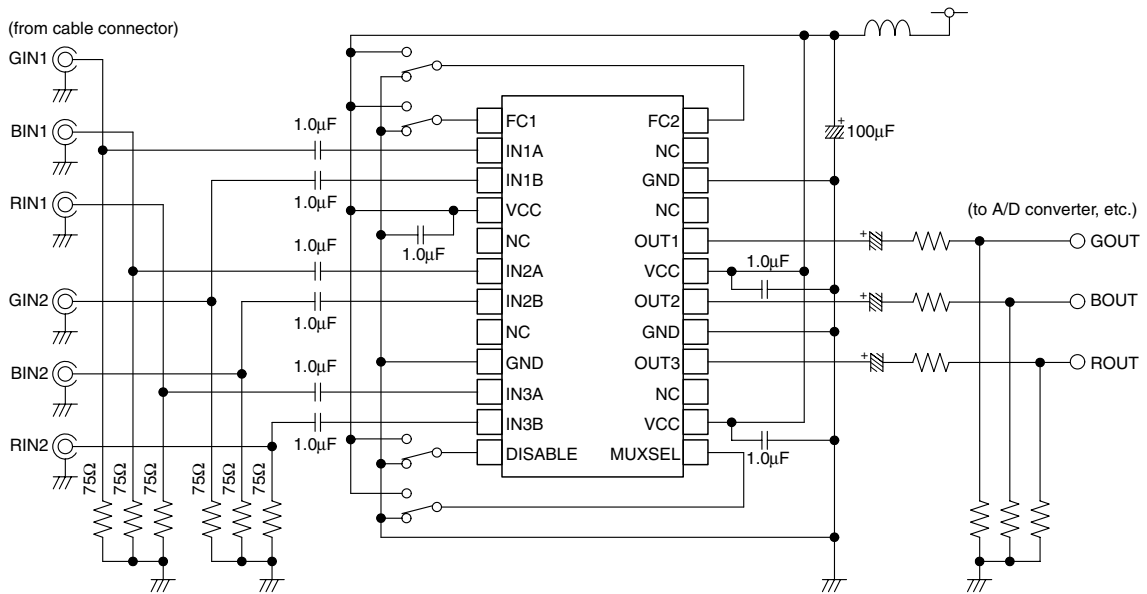 (from cable connector)
GIN1
BIN1
RIN1
GIN2
BIN2
RIN2
75Ω
75Ω
75Ω
75Ω
75Ω
75Ω
1.0µF
1.0µF
1.0µF
1.0µF
1.0µF
1.0µF
1.0µF
FC1
IN1A
IN1B
VCC
NC
IN2A
IN2B
NC
GND
IN3A
IN3B
DISABLE
FC2
NC
GND
NC
OUT1
VCC
OUT2
GND
OUT3
NC
VCC
MUXSEL
+
100µF
1.0µF
1.0µF
+
+
+
(to A/D converter, etc.)
GOUT
BOUT
ROUT